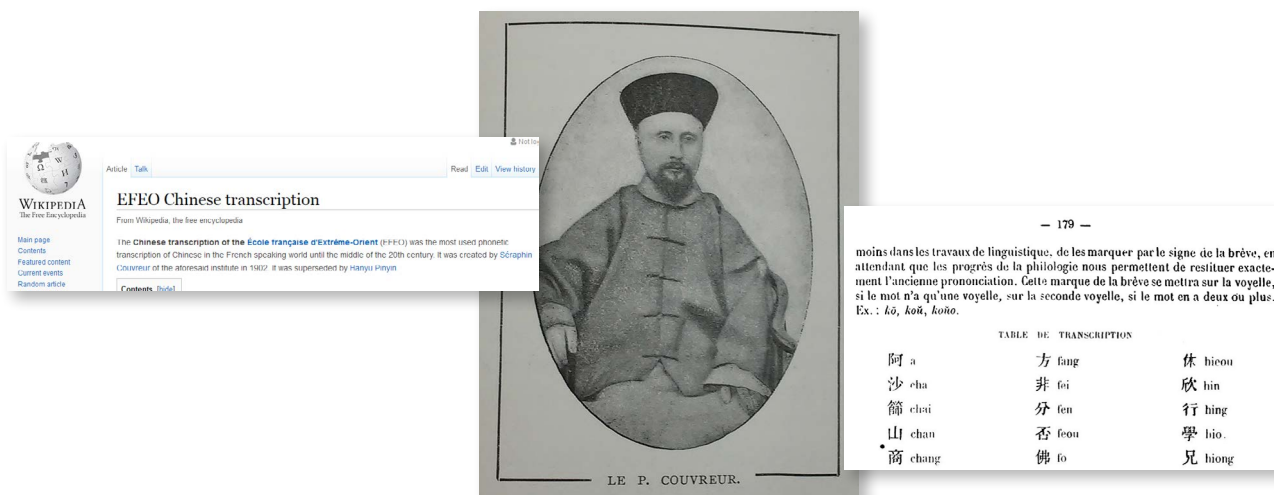 Not lo
Article Talk
Read Edit View history
WIKIPEDIA
The Free Encyclopedia
Main page
Contents
Featured content
Current events
Random article
EFEO Chinese transcription
From Wikipedia, the free encyclopedia
The Chinese transcription of the École française d'Extrême-Orient (EFEO) was the most used phonetic
transcription of Chinese in the French speaking world until the middle of the 20th century. It was created by Séraphin
Couvreur of the aforesaid institute in 1902. It was superseded by Hanyu Pinyin.
Contents [hide]
LE P. COUVREUR.
— 179 —
moins dans les travaux de linguistique, de les marquer par le signe de la brève, en
attendant que les progrès de la philologie nous permettent de restituer exacte-
ment l'ancienne prononciation. Cette marque de la brève se mettra sur la voyelle,
si le mot n'a qu'une voyelle, sur la seconde voyelle, si le mot en a deux ou plus.
Ex. : kŏ, koŭ, koŭo.
TABLE DE TRANSCRIPTION
阿 a 方 fang 休 hieou
沙 cha 非 fei 欣 hin
篩 chai 分 fen 行 hing
山 chan 否 feou 學 hio.
商 chang 佛 fo 兄 hiong